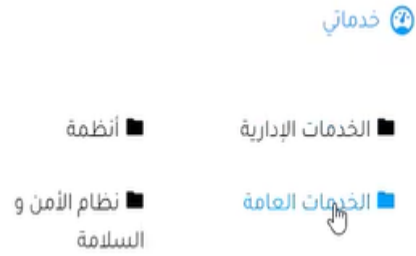 خدماتي
الخدمات الإدارية
أنظمة
الخدمات العامة
نظام الأمن و
السلامة